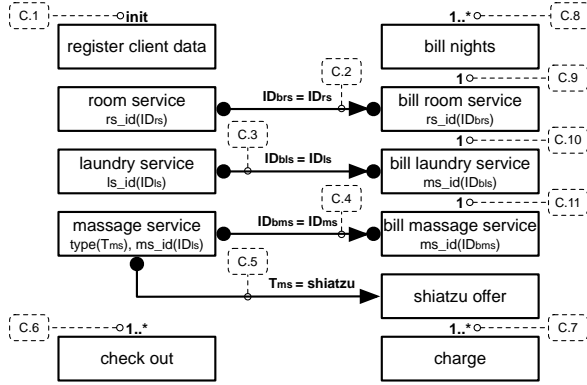 C.1
init
register client data
1..*
C.8
bill nights
C.2
1
C.9
room service
rs_id(IDrs)
IDbrs = IDrs
bill room service
rs_id(IDbrs)
C.3
1
C.10
laundry service
ls_id(IDls)
IDbls = IDls
bill laundry service
ms_id(IDbls)
C.4
1
C.11
massage service
type(Tms), ms_id(IDls)
IDbms = IDms
bill massage service
ms_id(IDbms)
C.5
Tms = shiatzu
shiatzu offer
C.6
1..*
check out
1..*
C.7
charge